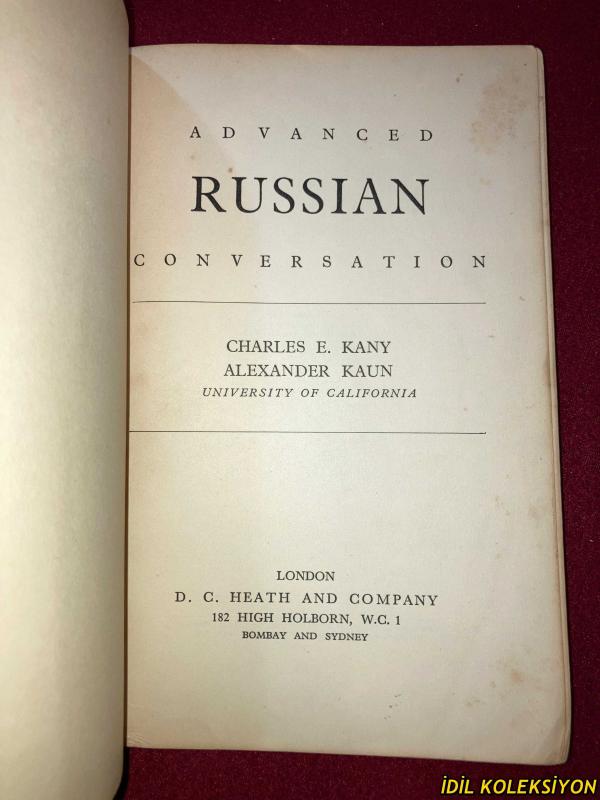 ADVANCED
RUSSIAN
CONVERSATION
CHARLES E. KANY
ALEXANDER KAUN
UNIVERSITY OF CALIFORNIA
LONDON
D. C. HEATH AND COMPANY
182 HIGH HOLBORN, W.C. 1
BOMBAY AND SYDNEY
İDİL KOLEKSİYON